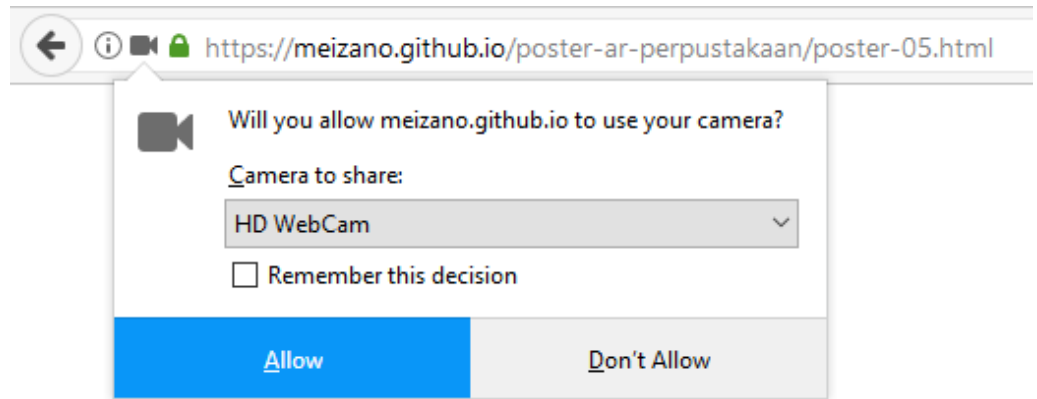 https://meizano.github.io/poster-ar-perpustakaan/poster-05.html
Will you allow meizano.github.io to use your camera?
Camera to share:
HD WebCam
Remember this decision
Allow
Don't Allow